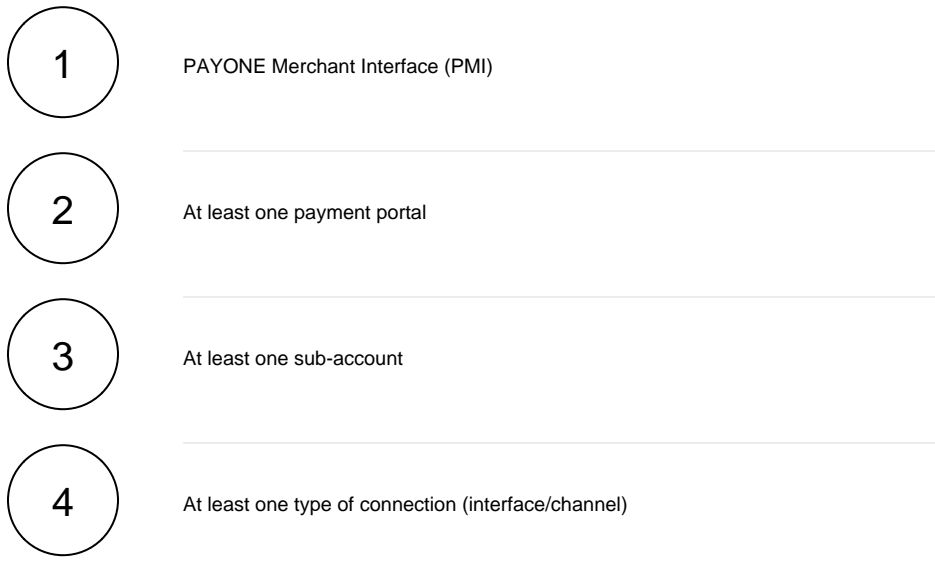 1
PAYONE Merchant Interface (PMI)
2
At least one payment portal
3
At least one sub-account
4
At least one type of connection (interface/channel)